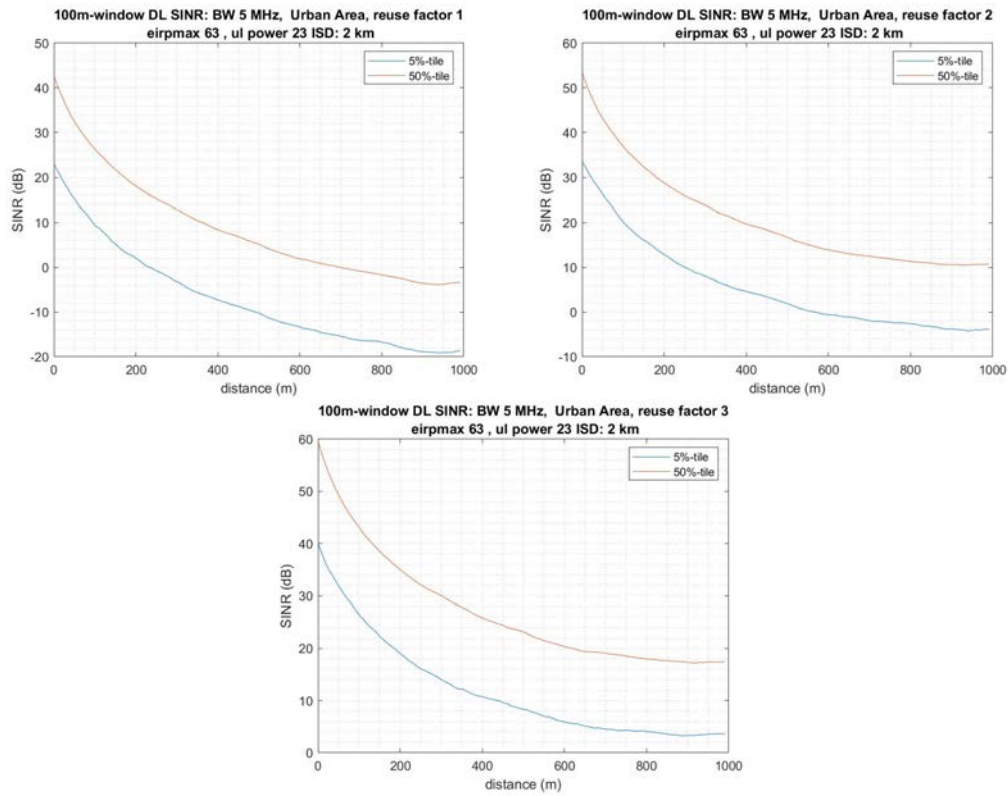 100m-window DL SINR: BW 5 MHz, Urban Area, reuse factor 1
eirpmax 63 , ul power 23 ISD: 2 km
50
40
30
20
10
0
-10
-20
SINR (dB)
5%-tile
50%-tile
0 200 400 600 800 1000
distance (m)
100m-window DL SINR: BW 5 MHz, Urban Area, reuse factor 2
eirpmax 63 , ul power 23 ISD: 2 km
60
50
40
30
20
10
0
-10
SINR (dB)
5%-tile
50%-tile
0 200 400 600 800 1000
distance (m)
100m-window DL SINR: BW 5 MHz, Urban Area, reuse factor 3
eirpmax 63 , ul power 23 ISD: 2 km
60
50
40
30
20
10
0
SINR (dB)
5%-tile
50%-tile
0 200 400 600 800 1000
distance (m)